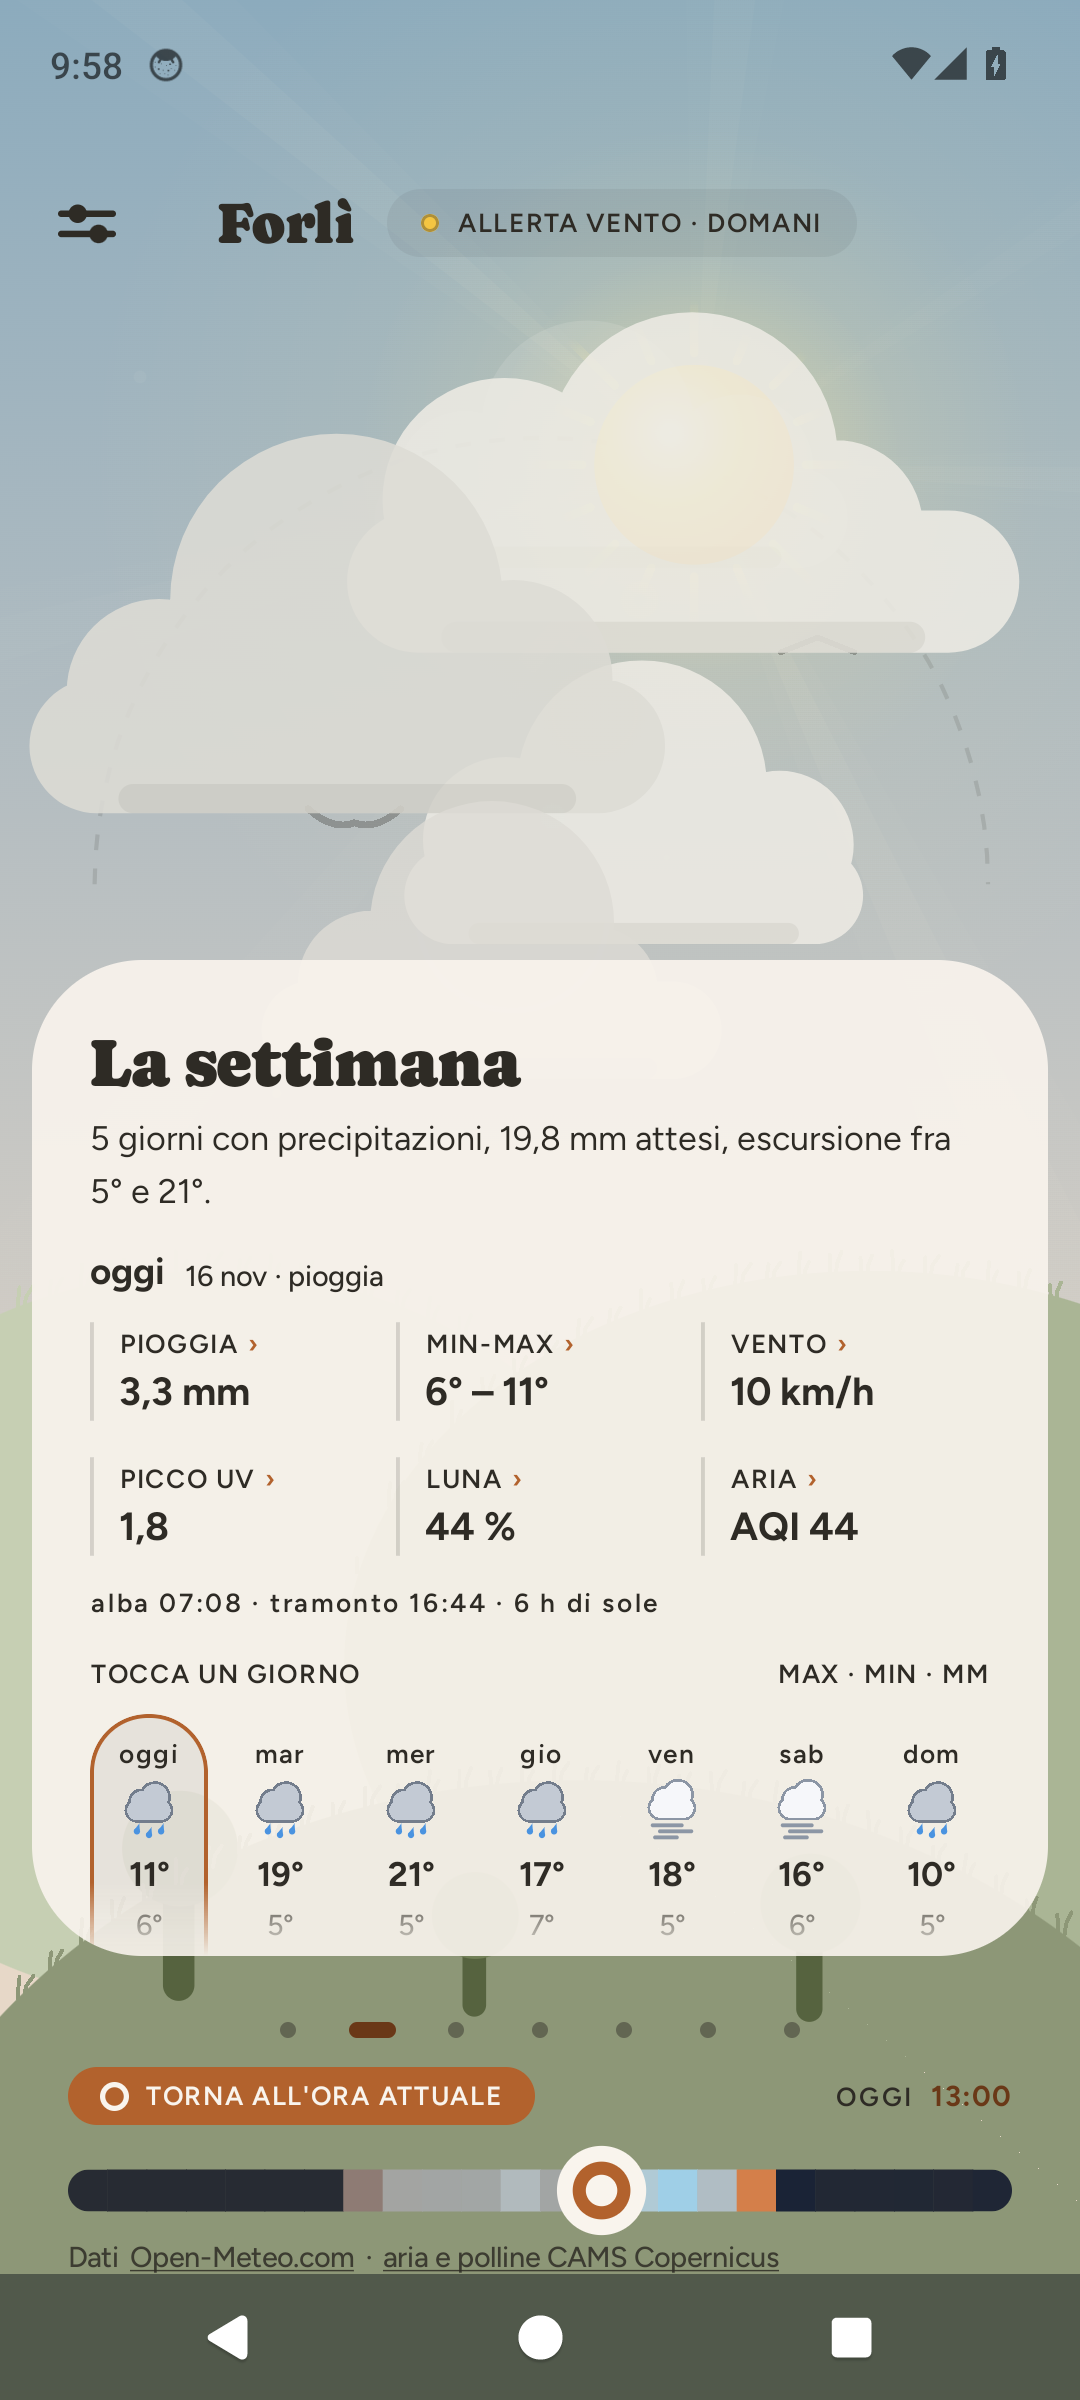 9:58
Forlì
ALLERTA VENTO · DOMANI
La settimana
5 giorni con precipitazioni, 19,8 mm attesi, escursione fra
5° e 21°.
oggi 16 nov · pioggia
PIOGGIA › MIN-MAX › VENTO ›
3,3 mm 6° – 11° 10 km/h
PICCO UV › LUNA › ARIA ›
1,8 44 % AQI 44
alba 07:08 · tramonto 16:44 · 6 h di sole
TOCCA UN GIORNO MAX · MIN · MM
oggi mar mer gio ven sab dom
11° 19° 21° 17° 18° 16° 10°
6° 5° 5° 7° 5° 6° 5°
TORNA ALL'ORA ATTUALE OGGI 13:00
Dati Open-Meteo.com · aria e polline CAMS Copernicus